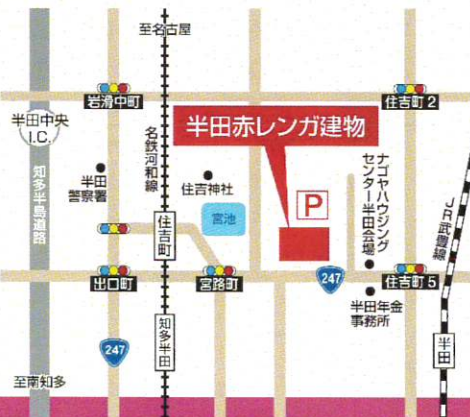 至名古屋
岩滑中町
住吉町2
半田中央
I.C.
半田赤レンガ建物
名鉄河和線
ナゴヤハウジング
センター半田会場
半田
警察署
住吉神社
知多半島道路
宮池
P
JR武豊線
住吉町
出口町
宮路町
247
住吉町5
半田年金
事務所
知多半田
半田
247
至南知多